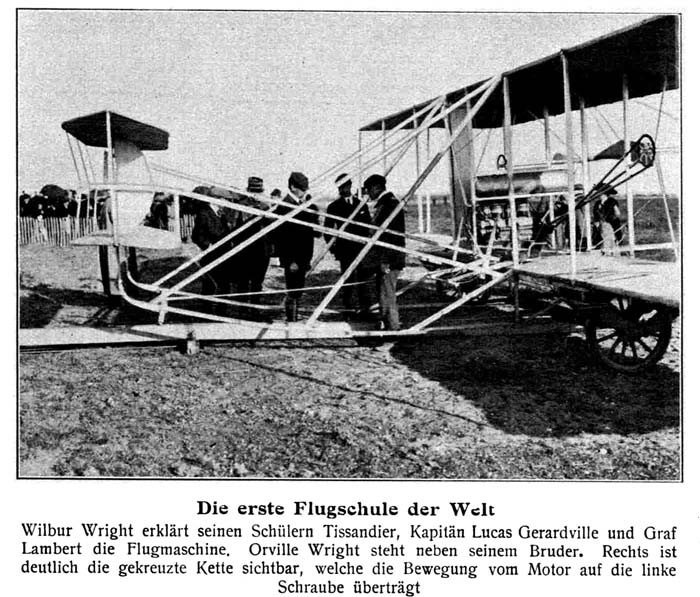 Die erste Flugschule der Welt
Wilbur Wright erklärt seinen Schülern Tissandier, Kapitän Lucas Gerardville und Graf
Lambert die Flugmaschine. Orville Wright steht neben seinem Bruder. Rechts ist
deutlich die gekreuzte Kette sichtbar, welche die Bewegung vom Motor auf die linke
Schraube überträgt